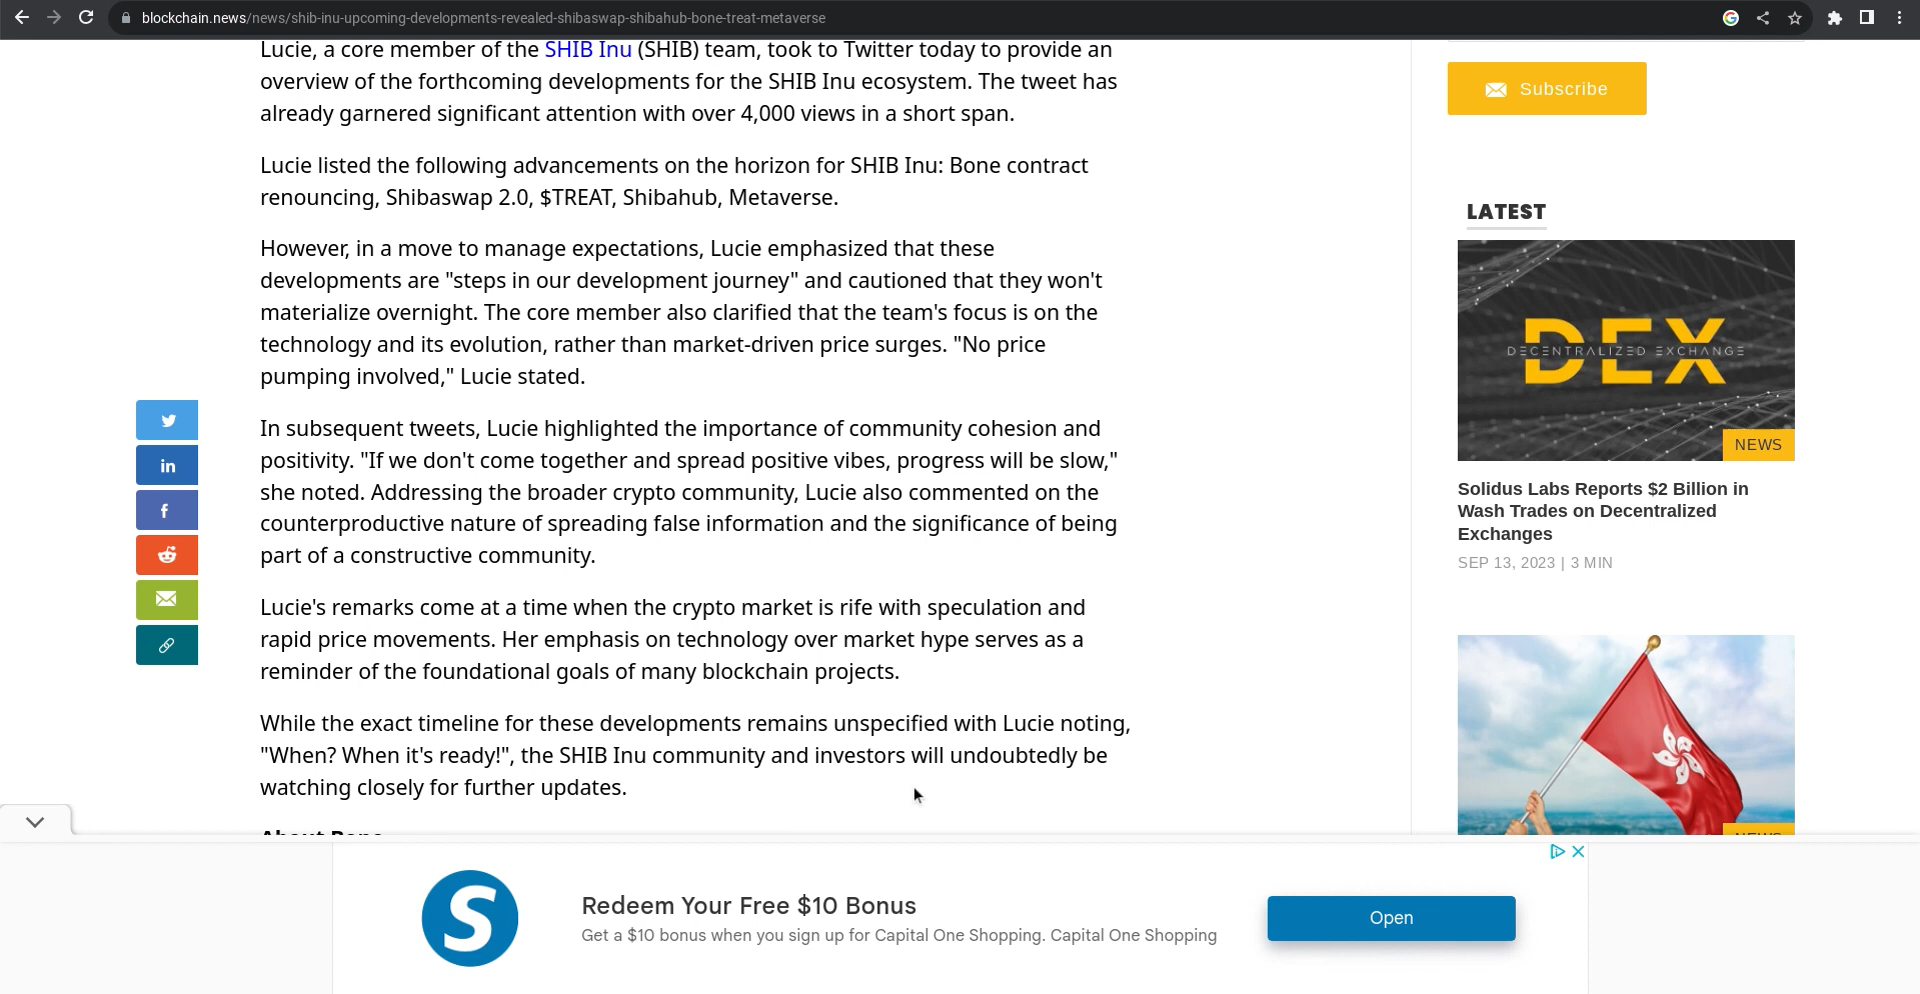 blockchain.news/news/shib-inu-upcoming-developments-revealed-shibaswap-shibahub-bone-treat-metaverse
Lucie, a core member of the SHIB Inu (SHIB) team, took to Twitter today to provide an
overview of the forthcoming developments for the SHIB Inu ecosystem. The tweet has
already garnered significant attention with over 4,000 views in a short span.
Lucie listed the following advancements on the horizon for SHIB Inu: Bone contract
renouncing, Shibaswap 2.0, $TREAT, Shibahub, Metaverse.
However, in a move to manage expectations, Lucie emphasized that these
developments are "steps in our development journey" and cautioned that they won't
materialize overnight. The core member also clarified that the team's focus is on the
technology and its evolution, rather than market-driven price surges. "No price
pumping involved," Lucie stated.
In subsequent tweets, Lucie highlighted the importance of community cohesion and
positivity. "If we don't come together and spread positive vibes, progress will be slow,"
she noted. Addressing the broader crypto community, Lucie also commented on the
counterproductive nature of spreading false information and the significance of being
part of a constructive community.
Lucie's remarks come at a time when the crypto market is rife with speculation and
rapid price movements. Her emphasis on technology over market hype serves as a
reminder of the foundational goals of many blockchain projects.
While the exact timeline for these developments remains unspecified with Lucie noting,
"When? When it's ready!", the SHIB Inu community and investors will undoubtedly be
watching closely for further updates.
About Bone
Subscribe
LATEST
DEX
DECENTRALIZED EXCHANGE
NEWS
Solidus Labs Reports $2 Billion in
Wash Trades on Decentralized
Exchanges
SEP 13, 2023 | 3 MIN
NEWS
S
Redeem Your Free $10 Bonus
Get a $10 bonus when you sign up for Capital One Shopping. Capital One Shopping
Open